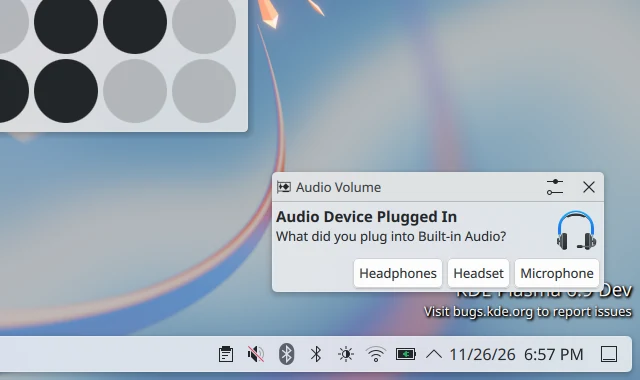 Audio Volume
Audio Device Plugged In
What did you plug into Built-in Audio?
Headphones
Headset
Microphone
KDE Plasma 6.5 Dev
Visit bugs.kde.org to report issues
11/26/26 6:57 PM